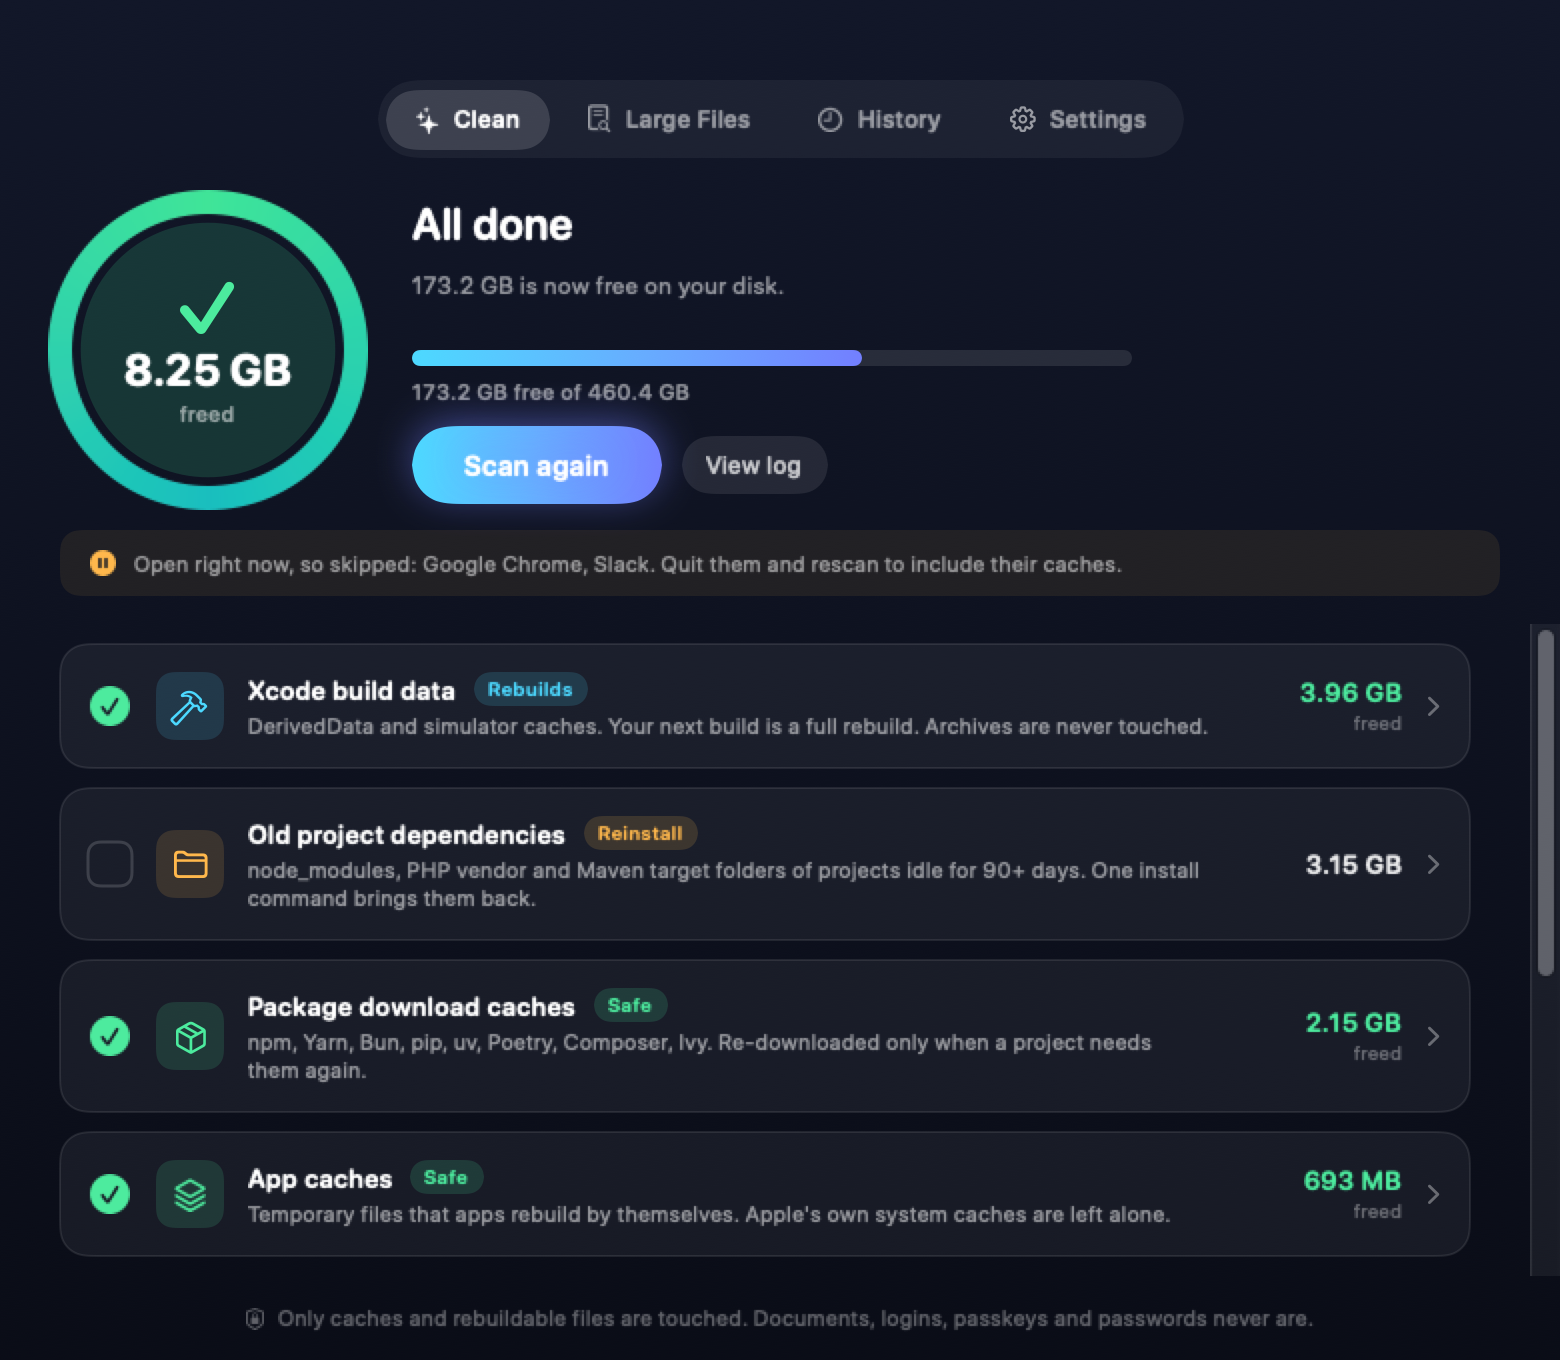 Clean
Large Files
History
Settings
8.25 GB
freed
All done
173.2 GB is now free on your disk.
173.2 GB free of 460.4 GB
Scan again
View log
Open right now, so skipped: Google Chrome, Slack. Quit them and rescan to include their caches.
Xcode build data
Rebuilds
DerivedData and simulator caches. Your next build is a full rebuild. Archives are never touched.
3.96 GB
freed
Old project dependencies
Reinstall
node_modules, PHP vendor and Maven target folders of projects idle for 90+ days. One install
command brings them back.
3.15 GB
Package download caches
Safe
npm, Yarn, Bun, pip, uv, Poetry, Composer, Ivy. Re-downloaded only when a project needs
them again.
2.15 GB
freed
App caches
Safe
Temporary files that apps rebuild by themselves. Apple's own system caches are left alone.
693 MB
freed
Only caches and rebuildable files are touched. Documents, logins, passkeys and passwords never are.